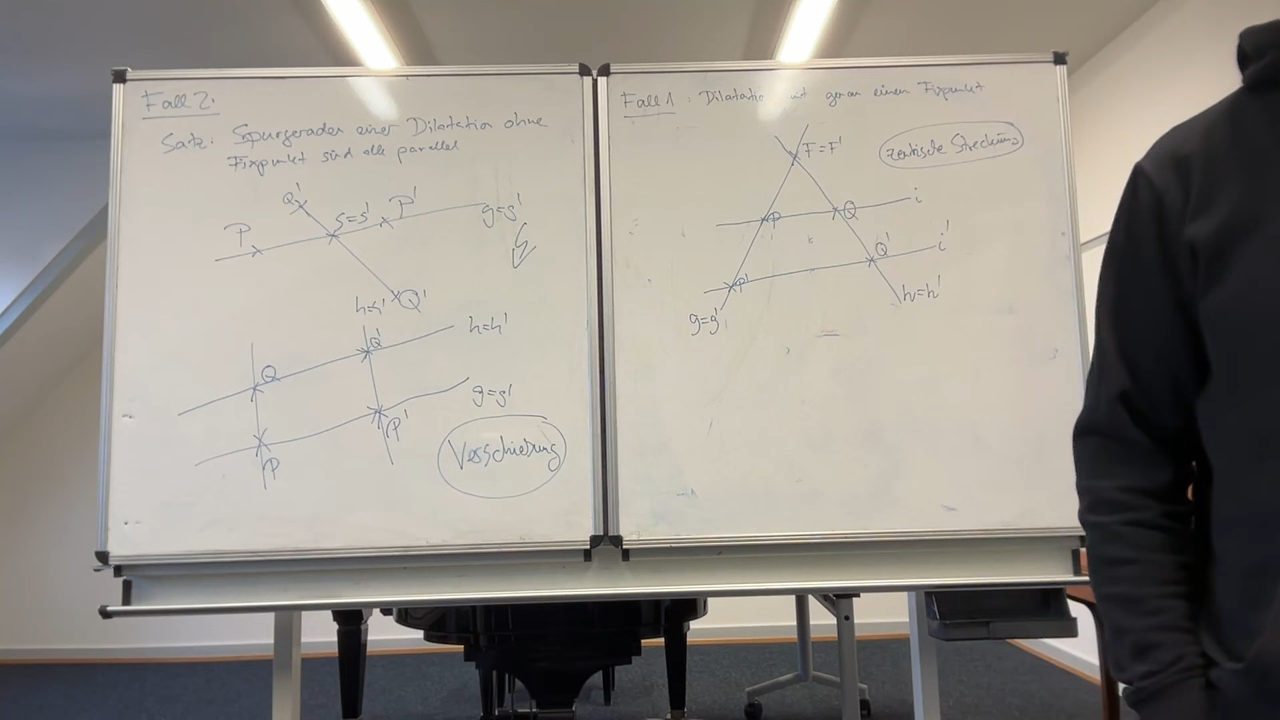 Fall 2:
Satz: Spurgeraden einer Dilatation ohne
Fixpunkt sind alle parallel
Q'
S=S'
P'
g=g'
P
h=h'
Q'
h=h'
Q
Q'
g=g'
P'
P
Verschiebung
Fall 1: Dilatation mit genau einen Fixpunkt
zentrische Streckung
F=F'
i
P
Q
i'
Q'
P'
h=h'
g=g'